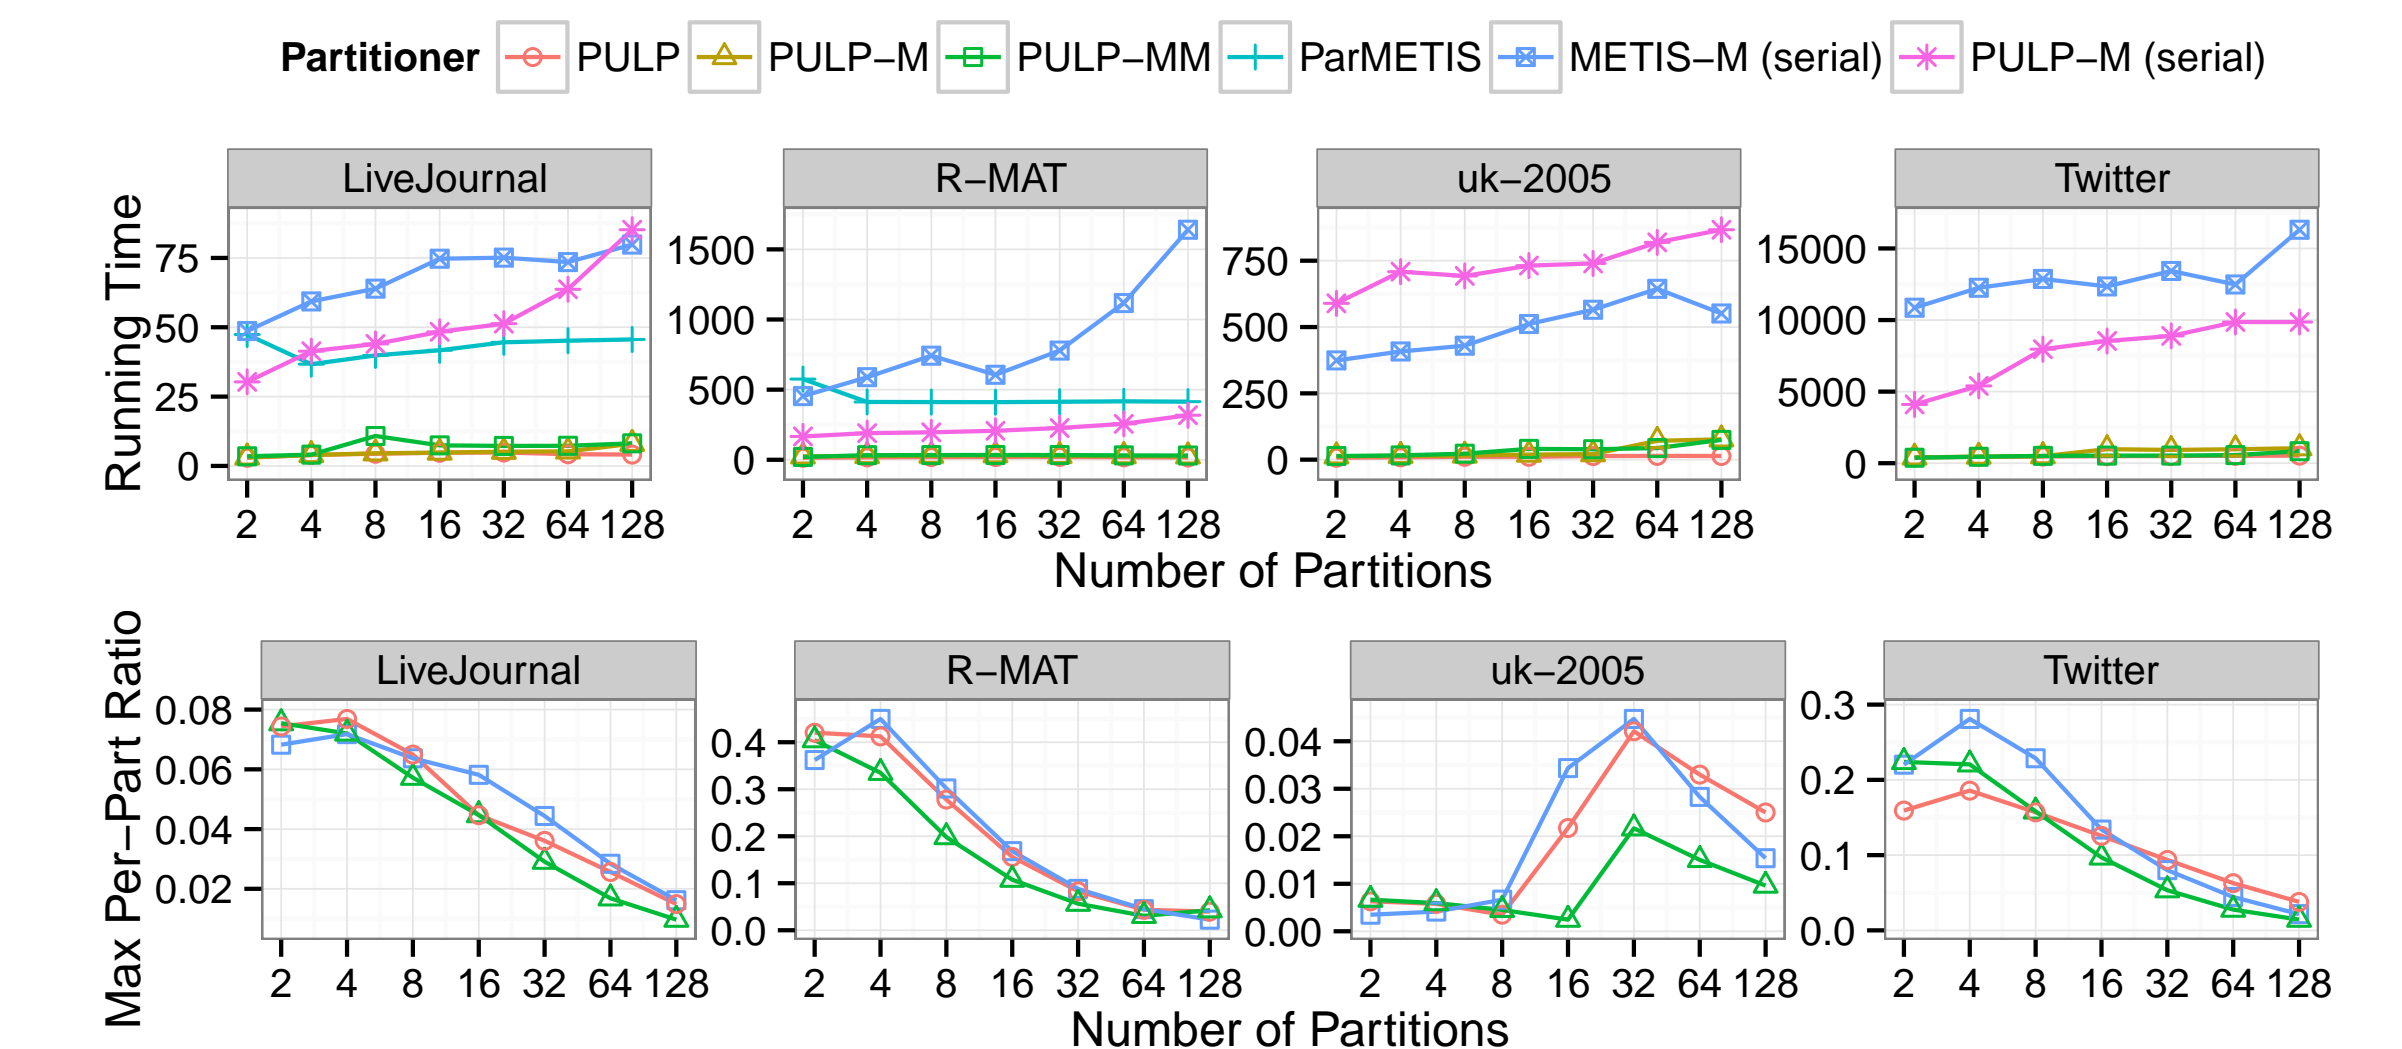 Partitioner PULP PULP−M PULP−MM ParMETIS METIS−M (serial) PULP−M (serial)
Running Time
LiveJournal R−MAT uk−2005 Twitter
75 50 25 0
1500 1000 500 0
750 500 250 0
15000 10000 5000 0
2 4 8 16 32 64 128 2 4 8 16 32 64 128 2 4 8 16 32 64 128 2 4 8 16 32 64 128
Number of Partitions
Max Per−Part Ratio
LiveJournal R−MAT uk−2005 Twitter
0.08 0.06 0.04 0.02
0.4 0.3 0.2 0.1 0.0
0.04 0.03 0.02 0.01 0.00
0.3 0.2 0.1 0.0
2 4 8 16 32 64 128 2 4 8 16 32 64 128 2 4 8 16 32 64 128 2 4 8 16 32 64 128
Number of Partitions